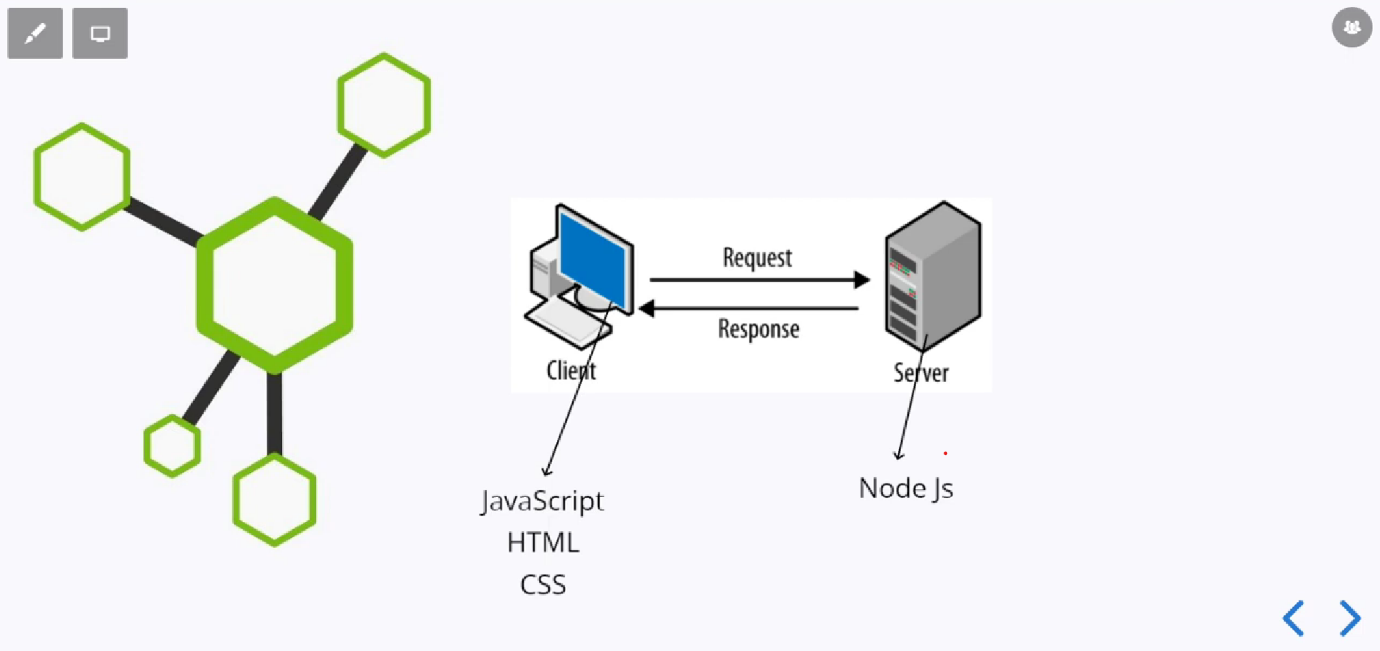 Request
Response
Client
Server
JavaScript
HTML
CSS
Node Js